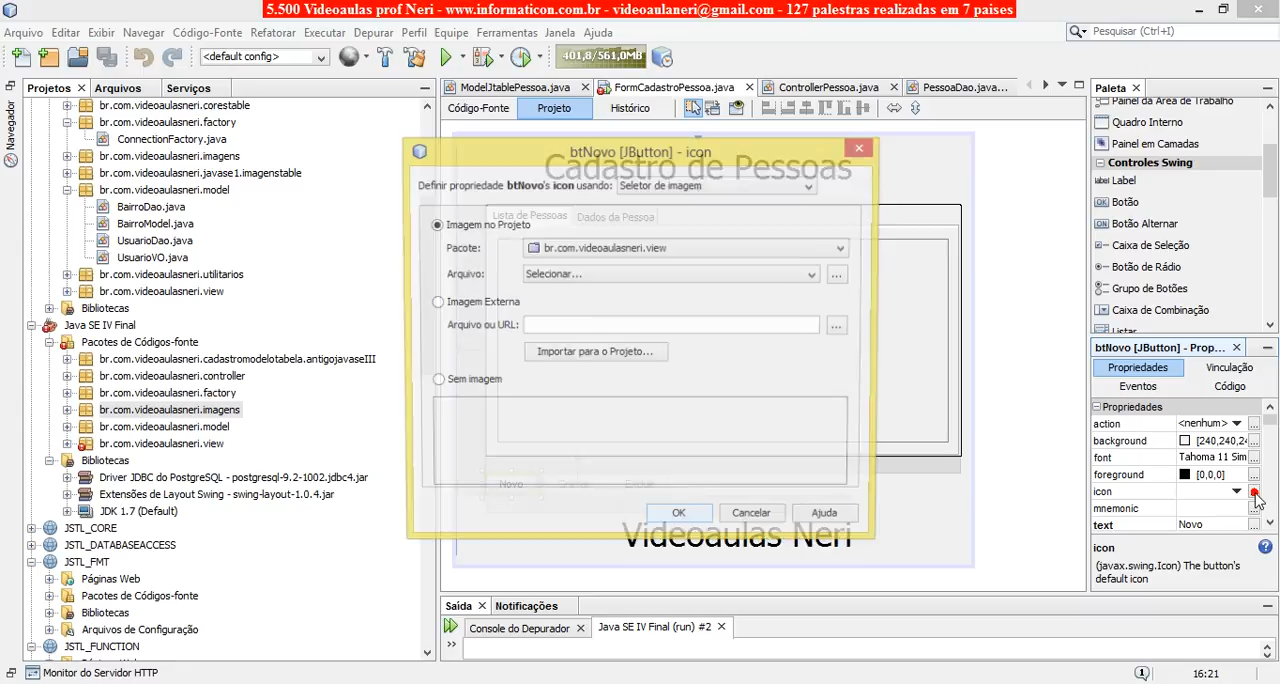 5.500 Videoaulas prof Neri - www.informaticon.com.br - videoaulaneri@gmail.com - 127 palestras realizadas em 7 paises
Arquivo Editar Exibir Navegar Código-Fonte Refatorar Executar Depurar Perfil Equipe Ferramentas Janela Ajuda
Pesquisar (Ctrl+I)
<default config>
401,8/561,0MB
Projetos
Arquivos
Serviços
Navegador
br.com.videoaulasneri.corestable
br.com.videoaulasneri.factory
ConnectionFactory.java
br.com.videoaulasneri.imagens
br.com.videoaulasneri.javase1.imagenstable
br.com.videoaulasneri.model
BairroDao.java
BairroModel.java
UsuarioDao.java
UsuarioVO.java
br.com.videoaulasneri.utilitarios
br.com.videoaulasneri.view
Bibliotecas
Java SE IV Final
Pacotes de Códigos-fonte
br.com.videoaulasneri.cadastromodelotabela.antigojavaseIII
br.com.videoaulasneri.controller
br.com.videoaulasneri.factory
br.com.videoaulasneri.imagens
br.com.videoaulasneri.model
br.com.videoaulasneri.view
Bibliotecas
Driver JDBC do PostgreSQL - postgresql-9.2-1002.jdbc4.jar
Extensões de Layout Swing - swing-layout-1.0.4.jar
JDK 1.7 (Default)
JSTL_CORE
JSTL_DATABASEACCESS
JSTL_FMT
Páginas Web
Pacotes de Códigos-fonte
Bibliotecas
Arquivos de Configuração
JSTL_FUNCTION
ModelJtablePessoa.java
FormCadastroPessoa.java
ControllerPessoa.java
PessoaDao.java...
Código-Fonte
Projeto
Histórico
btNovo [JButton] - icon
Cadastro de Pessoas
Definir propriedade btNovo's icon usando:
Seletor de imagem
Lista de Pessoas
Dados da Pessoa
Imagem no Projeto
Pacote:
br.com.videoaulasneri.view
Arquivo:
Selecionar...
...
Imagem Externa
Arquivo ou URL:
...
Importar para o Projeto...
Sem imagem
Novo
Excluir
OK
Cancelar
Ajuda
Videoaulas Neri
Saída
Notificações
Console do Depurador
Java SE IV Final (run) #2
Paleta
Painel da Área de Trabalho
Quadro Interno
Painel em Camadas
Controles Swing
label Label
OK Botão
ON Botão Alternar
Caixa de Seleção
Botão de Rádio
Grupo de Botões
Caixa de Combinação
Listar
btNovo [JButton] - Prop...
Propriedades
Vinculação
Eventos
Código
Propriedades
action <nenhum> ...
background [240,240,24 ...
font Tahoma 11 Sim ...
foreground [0,0,0] ...
icon
mnemonic ...
text Novo ...
icon
(javax.swing.Icon) The button's
default icon
Monitor do Servidor HTTP
1
16:21